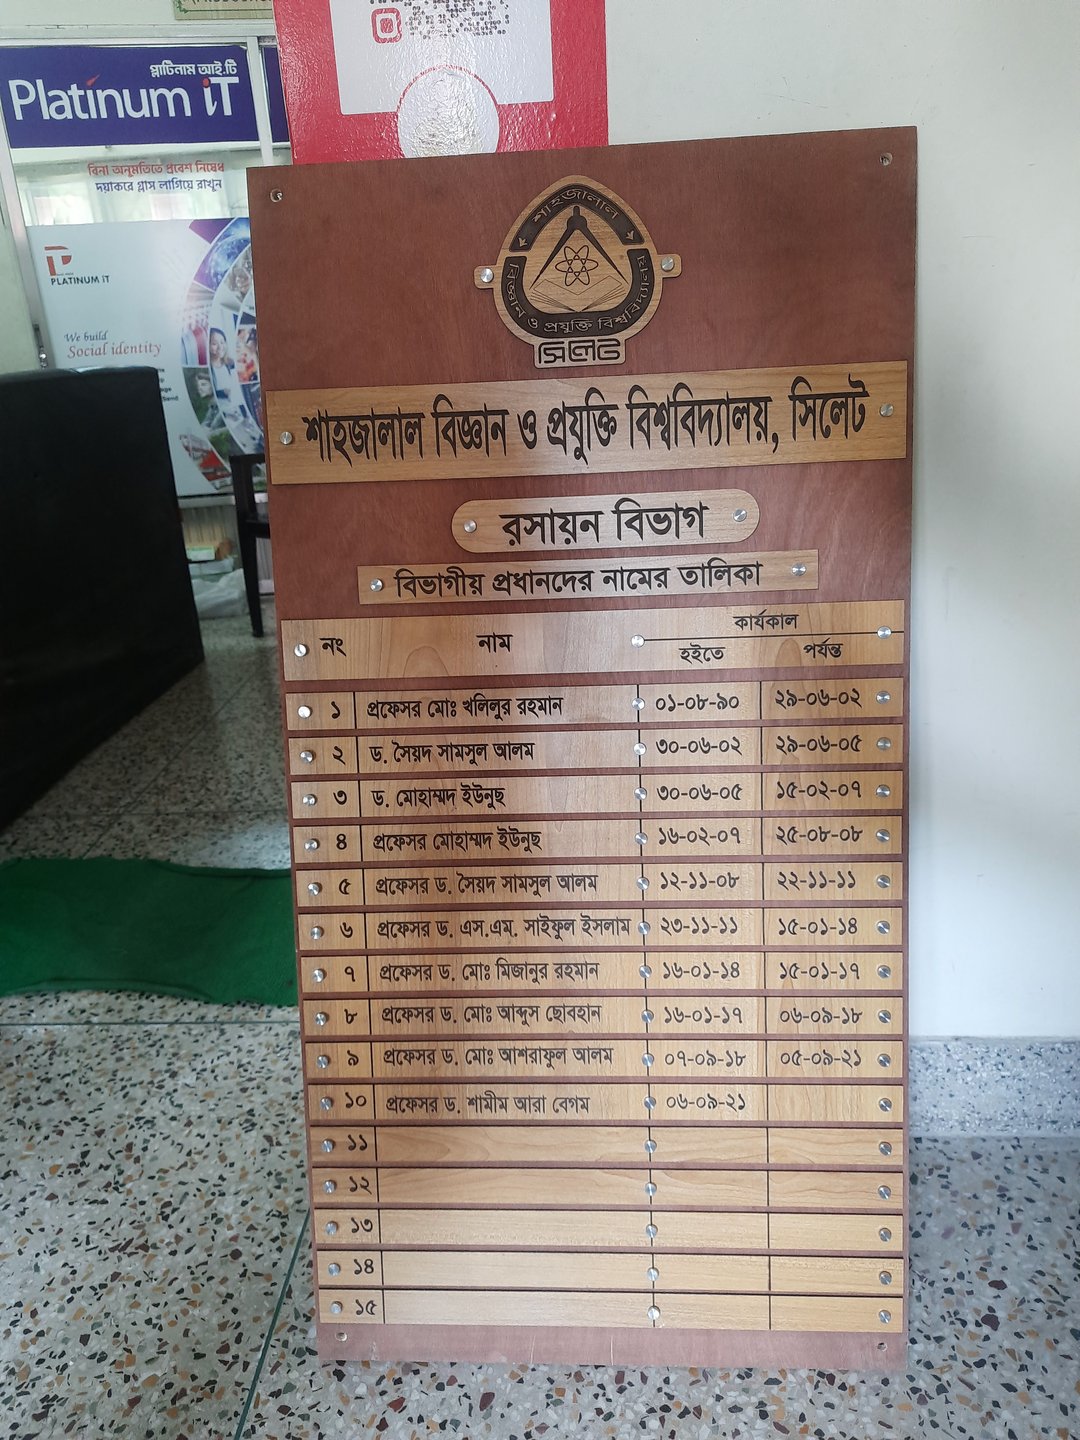 প্লাটিনাম আই.টি
Platinum iT
বিনা অনুমতিতে প্রবেশ নিষেধ
দয়াকরে গ্লাস লাগিয়ে রাখুন
PLATINUM iT
We build
Social identity
শাহজালাল
বিজ্ঞান ও প্রযুক্তি বিশ্ববিদ্যালয়
সিলেট
শাহজালাল বিজ্ঞান ও প্রযুক্তি বিশ্ববিদ্যালয়, সিলেট
রসায়ন বিভাগ
বিভাগীয় প্রধানদের নামের তালিকা
নং নাম কার্যকাল
হইতে পর্যন্ত
১ প্রফেসর মোঃ খলিলুর রহমান ০১-০৮-৯০ ২৯-০৬-০২
২ ড. সৈয়দ সামসুল আলম ৩০-০৬-০২ ২৯-০৬-০৫
৩ ড. মোহাম্মদ ইউনুছ ৩০-০৬-০৫ ১৫-০২-০৭
৪ প্রফেসর মোহাম্মদ ইউনুছ ১৬-০২-০৭ ২৫-০৮-০৮
৫ প্রফেসর ড. সৈয়দ সামসুল আলম ১২-১১-০৮ ২২-১১-১১
৬ প্রফেসর ড. এস.এম. সাইফুল ইসলাম ২৩-১১-১১ ১৫-০১-১৪
৭ প্রফেসর ড. মোঃ মিজানুর রহমান ১৬-০১-১৪ ১৫-০১-১৭
৮ প্রফেসর ড. মোঃ আব্দুস ছোবহান ১৬-০১-১৭ ০৬-০৯-১৮
৯ প্রফেসর ড. মোঃ আশরাফুল আলম ০৭-০৯-১৮ ০৫-০৯-২১
১০ প্রফেসর ড. শামীম আরা বেগম ০৬-০৯-২১
১১
১২
১৩
১৪
১৫